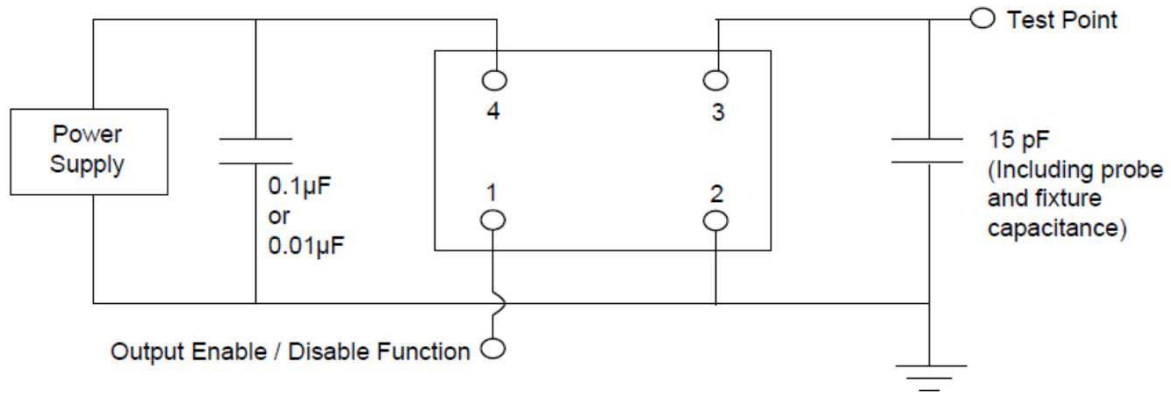 Test Point
4
3
Power
Supply
15 pF
(Including probe
and fixture
capacitance)
0.1µF
or
0.01µF
1
2
Output Enable / Disable Function